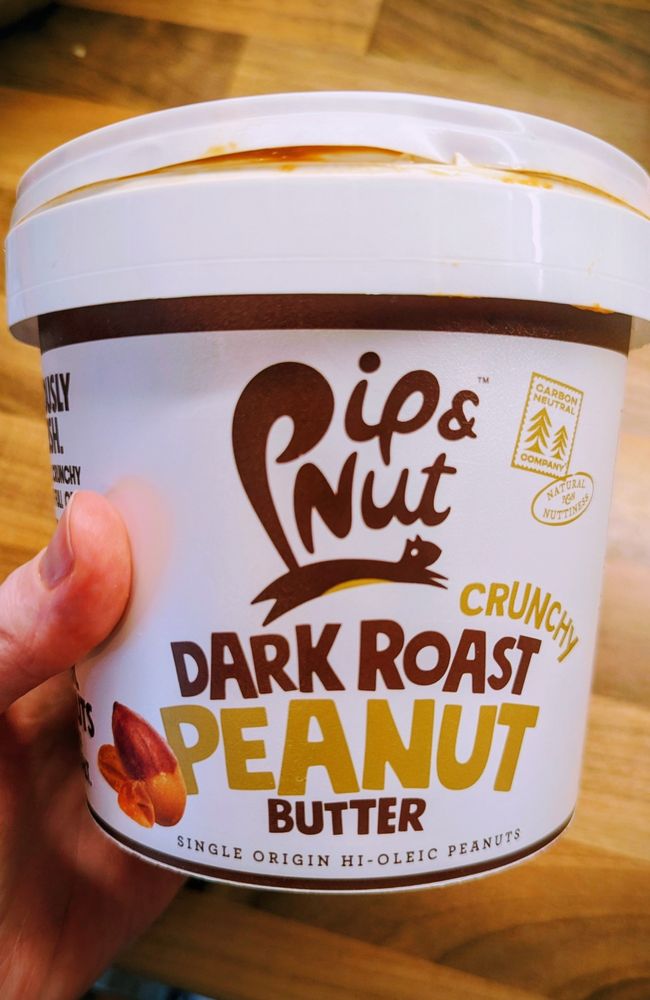 Pip &
Nut
™
CARBON
NEUTRAL
COMPANY
NATURAL
NUTTINESS
CRUNCHY
DARK ROAST
PEANUT
BUTTER
SINGLE ORIGIN HI-OLEIC PEANUTS